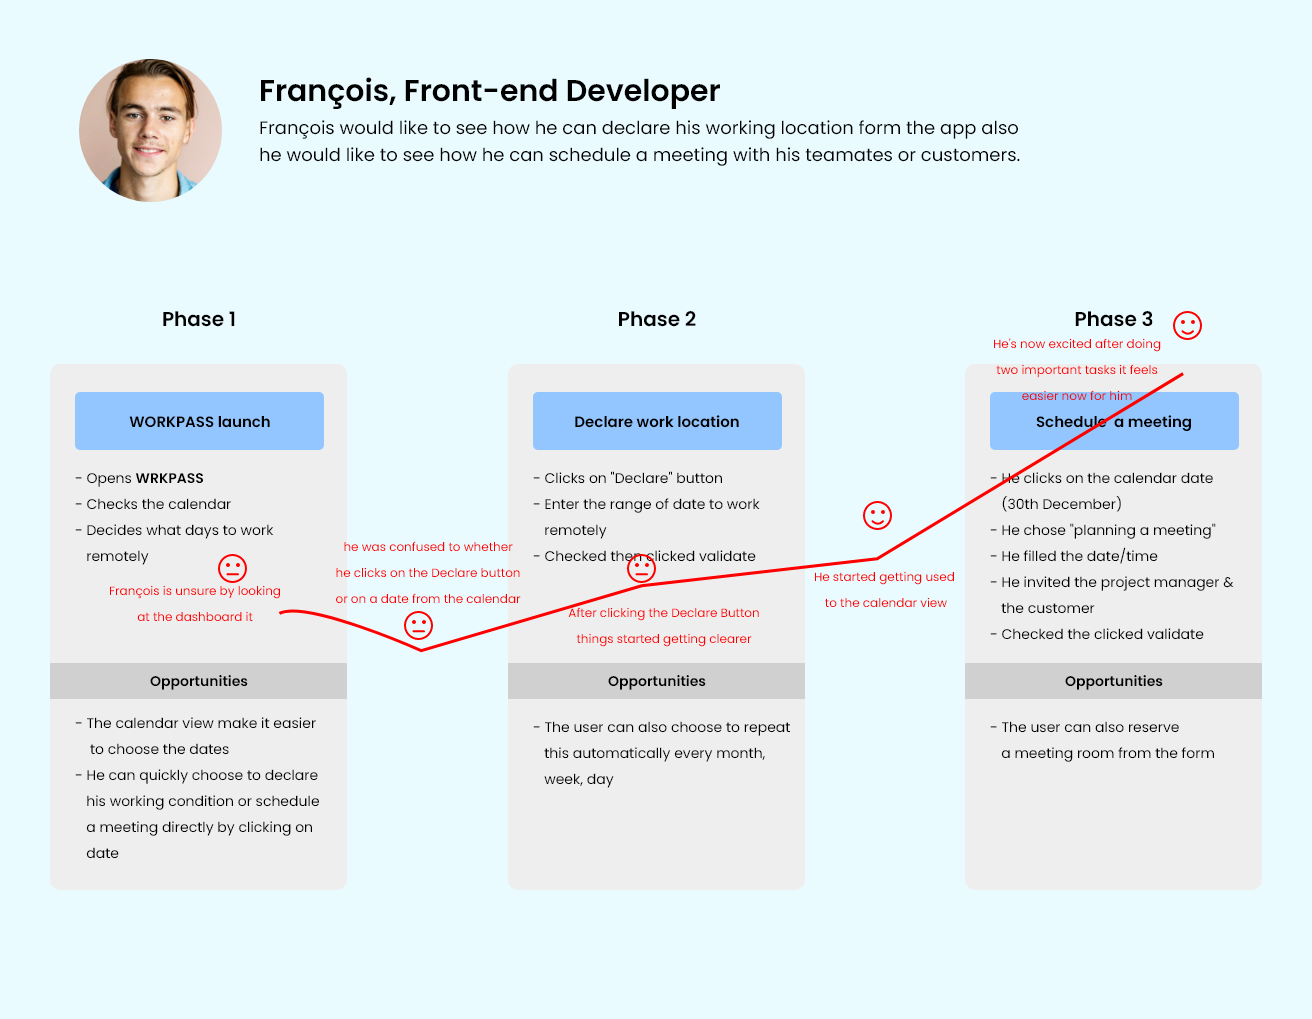 François, Front-end Developer
François would like to see how he can declare his working location form the app also
he would like to see how he can schedule a meeting with his teamates or customers.
Phase 1
WORKPASS launch
- Opens WRKPASS
- Checks the calendar
- Decides what days to work
remotely
François is unsure by looking
at the dashboard it
Opportunities
- The calendar view make it easier
to choose the dates
- He can quickly choose to declare
his working condition or schedule
a meeting directly by clicking on
date
he was confused to whether
he clicks on the Declare button
or on a date from the calendar
Phase 2
Declare work location
- Clicks on "Declare" button
- Enter the range of date to work
remotely
- Checked then clicked validate
After clicking the Declare Button
things started getting clearer
Opportunities
- The user can also choose to repeat
this automatically every month,
week, day
He started getting used
to the calendar view
Phase 3
He's now excited after doing
two important tasks it feels
easier now for him
Schedule a meeting
- He clicks on the calendar date
(30th December)
- He chose "planning a meeting"
- He filled the date/time
- He invited the project manager &
the customer
- Checked the clicked validate
Opportunities
- The user can also reserve
a meeting room from the form